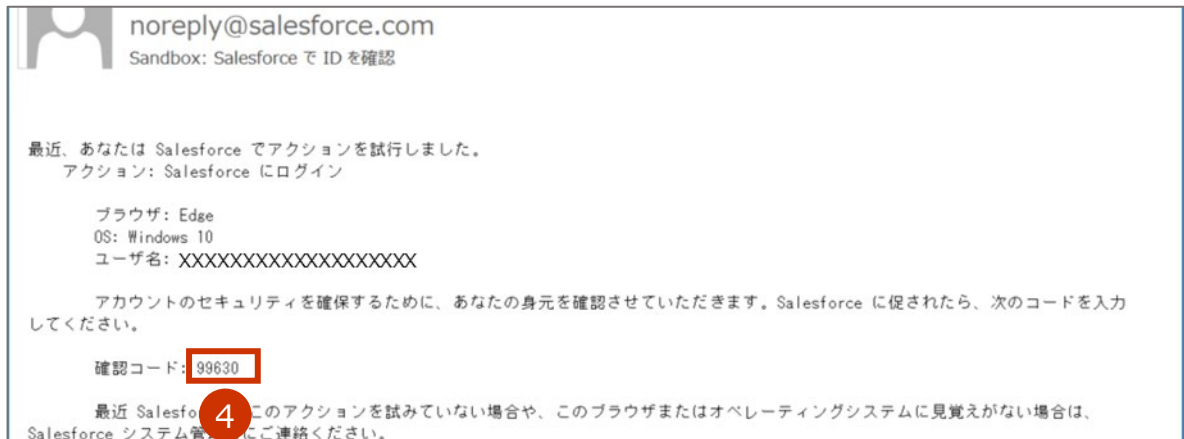 noreply@salesforce.com
Sandbox: Salesforce で ID を確認
最近、あなたは Salesforce でアクションを試行しました。
アクション: Salesforce にログイン
ブラウザ: Edge
OS: Windows 10
ユーザ名: XXXXXXXXXXXXXXXXXXX
アカウントのセキュリティを確保するために、あなたの身元を確認させていただきます。Salesforce に促されたら、次のコードを入力
してください。
確認コード: 99630
4
最近 Salesfo このアクションを試みていない場合や、このブラウザまたはオペレーティングシステムに見覚えがない場合は、
Salesforce システム管 にご連絡ください。